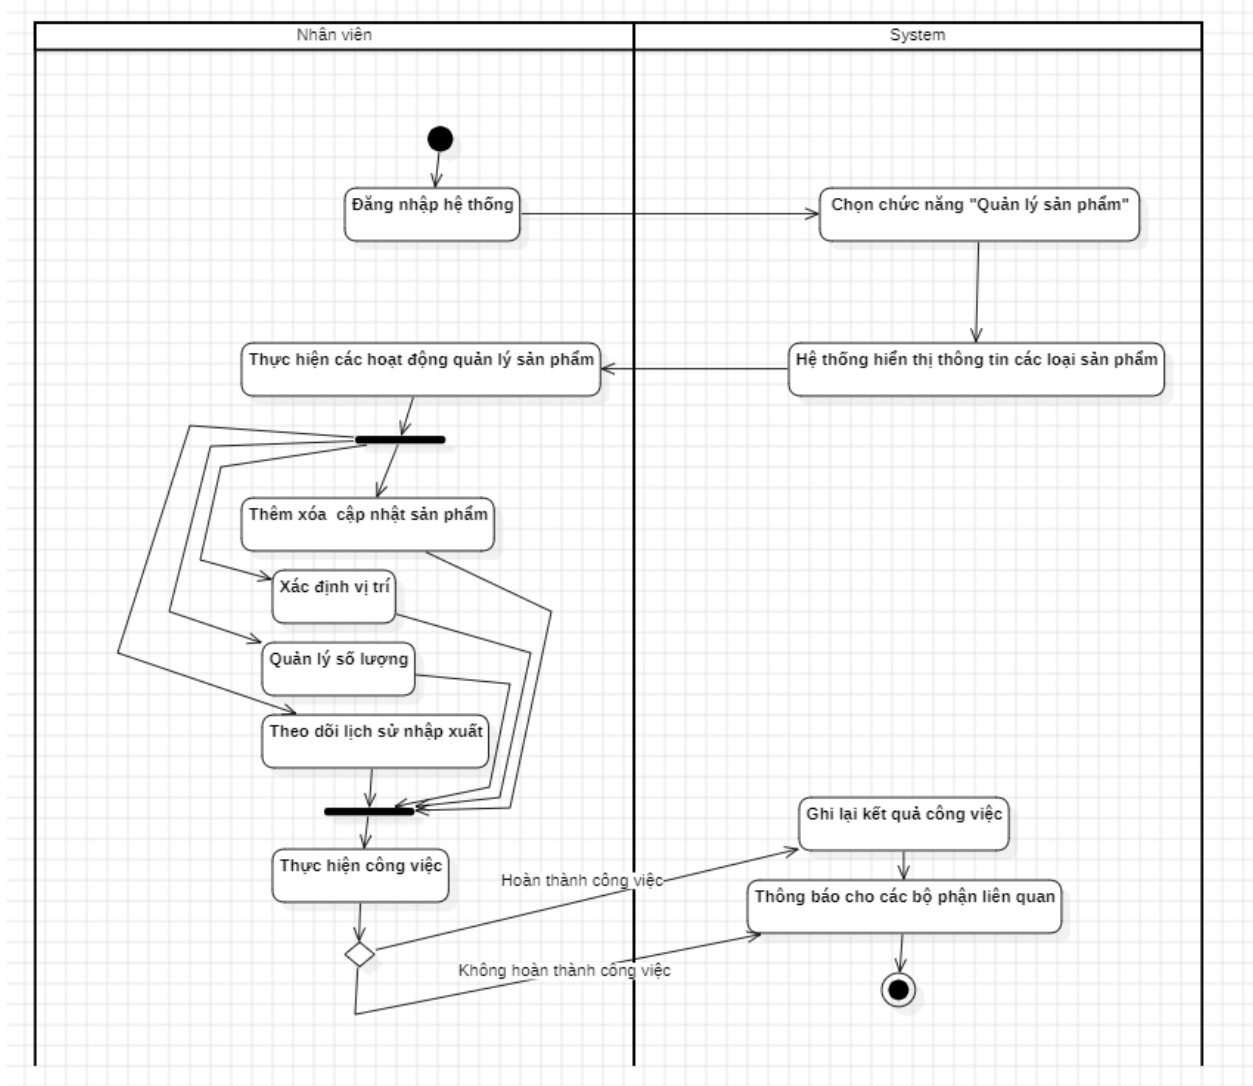 Nhân viên
System
Đăng nhập hệ thống
Chọn chức năng "Quản lý sản phẩm"
Thực hiện các hoạt động quản lý sản phẩm
Hệ thống hiển thị thông tin các loại sản phẩm
Thêm xóa  cập nhật sản phẩm
Xác định vị trí
Quản lý số lượng
Theo dõi lịch sử nhập xuất
Ghi lại kết quả công việc
Thực hiện công việc
Hoàn thành công việc
Thông báo cho các bộ phận liên quan
Không hoàn thành công việc